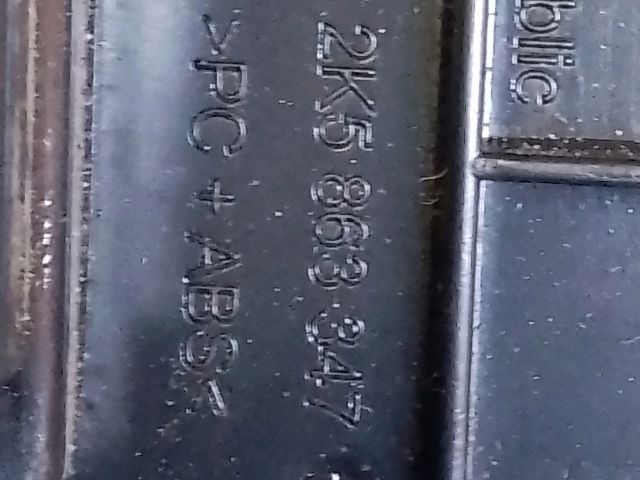 blic
2K5 863 347
>PC + ABS<